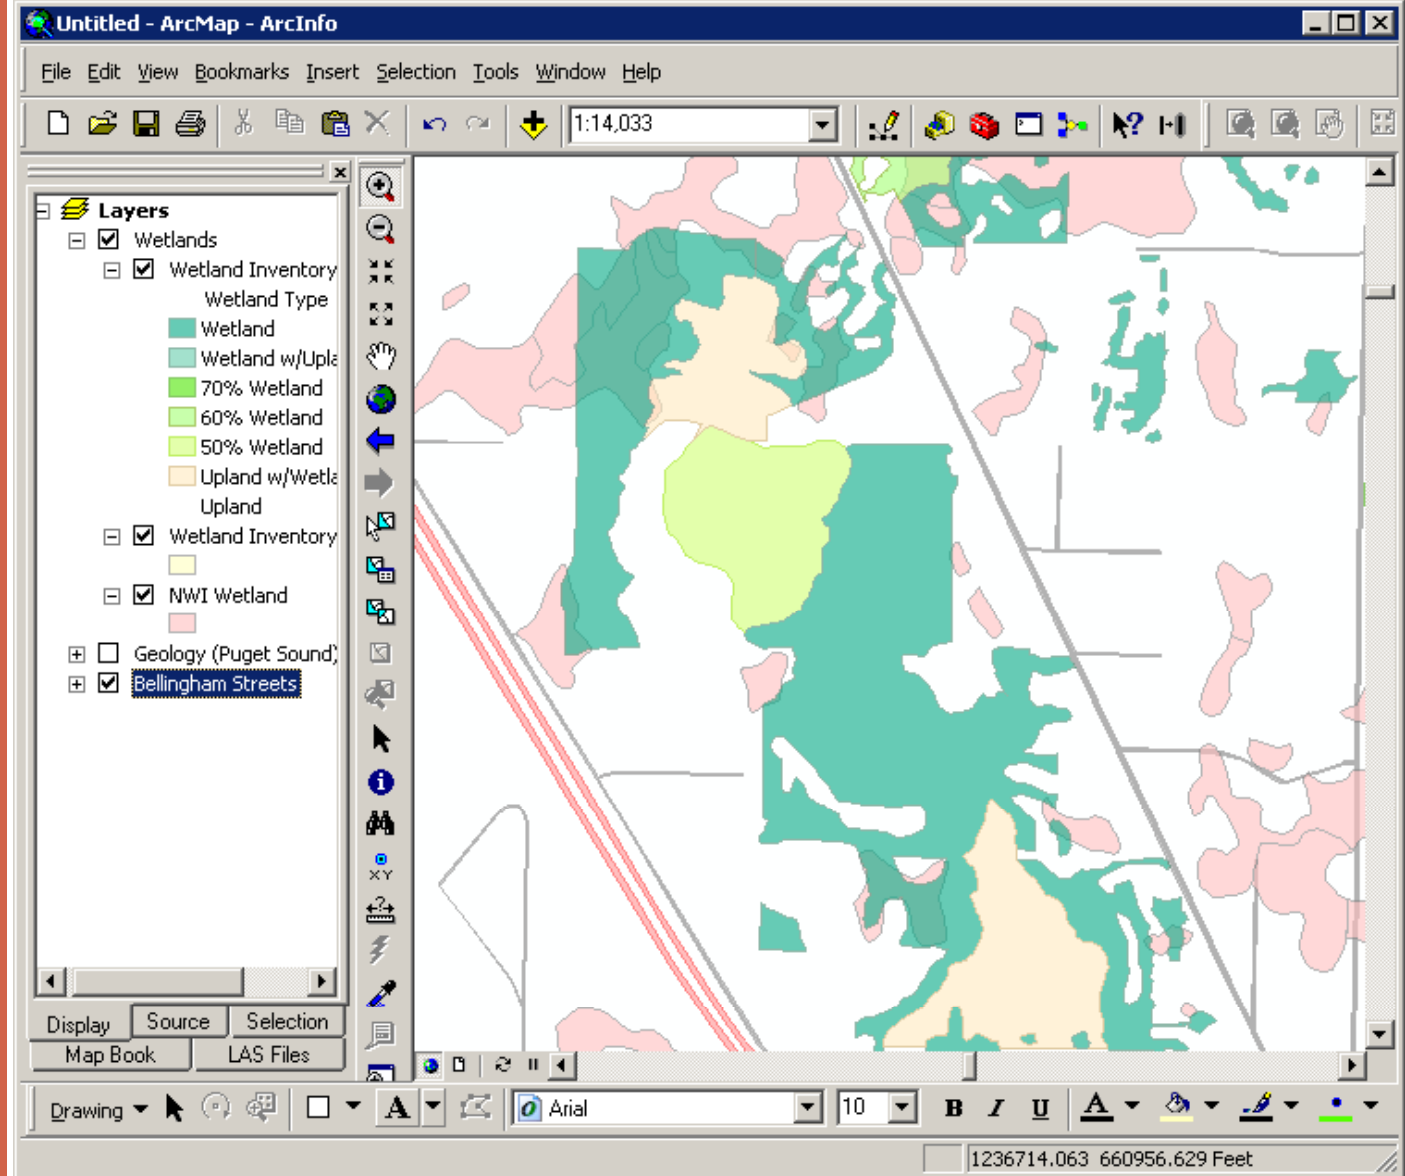 Untitled - ArcMap - ArcInfo
File Edit View Bookmarks Insert Selection Tools Window Help
1:14,033
Layers
Wetlands
Wetland Inventory
Wetland Type
Wetland
Wetland w/Upla
70% Wetland
60% Wetland
50% Wetland
Upland w/Wetla
Upland
Wetland Inventory
NWI Wetland
Geology (Puget Sound)
Bellingham Streets
XY
Display Source Selection
Map Book LAS Files
Drawing A Arial 10 B I U A
1236714.063 660956.629 Feet